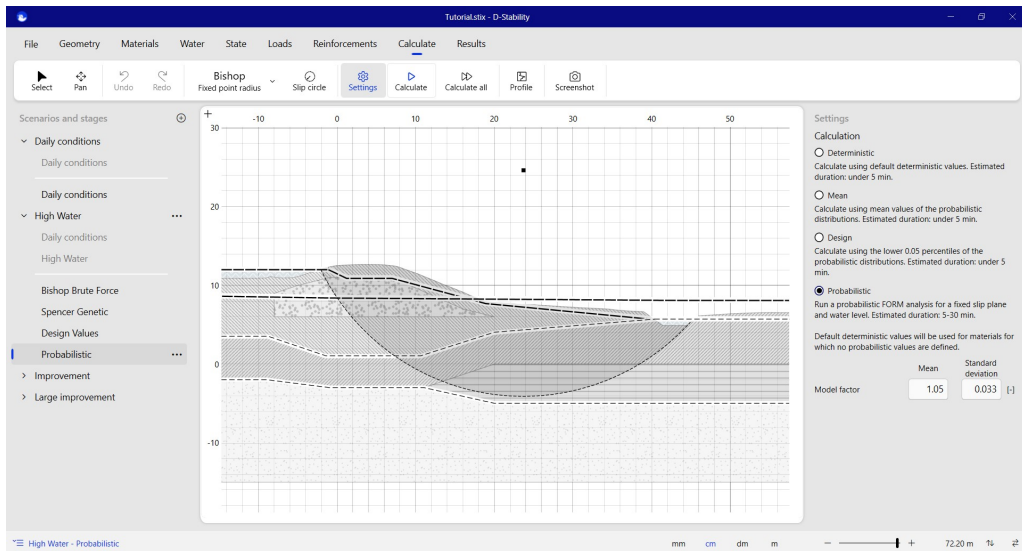 Tutorial.stix - D-Stability
File Geometry Materials Water State Loads Reinforcements Calculate Results
Select Pan Undo Redo Bishop Fixed point radius Slip circle Settings Calculate Calculate all Profile Screenshot
Scenarios and stages
Daily conditions
Daily conditions
Daily conditions
High Water
Daily conditions
High Water
Bishop Brute Force
Spencer Genetic
Design Values
Probabilistic
Improvement
Large improvement
-10 0 10 20 30 40 50
30
20
10
0
-10
Settings
Calculation
Deterministic
Calculate using default deterministic values. Estimated
duration: under 5 min.
Mean
Calculate using mean values of the probabilistic
distributions. Estimated duration: under 5 min.
Design
Calculate using the lower 0.05 percentiles of the
probabilistic distributions. Estimated duration: under 5
min.
Probabilistic
Run a probabilistic FORM analysis for a fixed slip plane
and water level. Estimated duration: 5-30 min.
Default deterministic values will be used for materials for
which no probabilistic values are defined.
Mean Standard
deviation
Model factor 1.05 0.033 [-]
High Water - Probabilistic
mm cm dm m
72.20 m